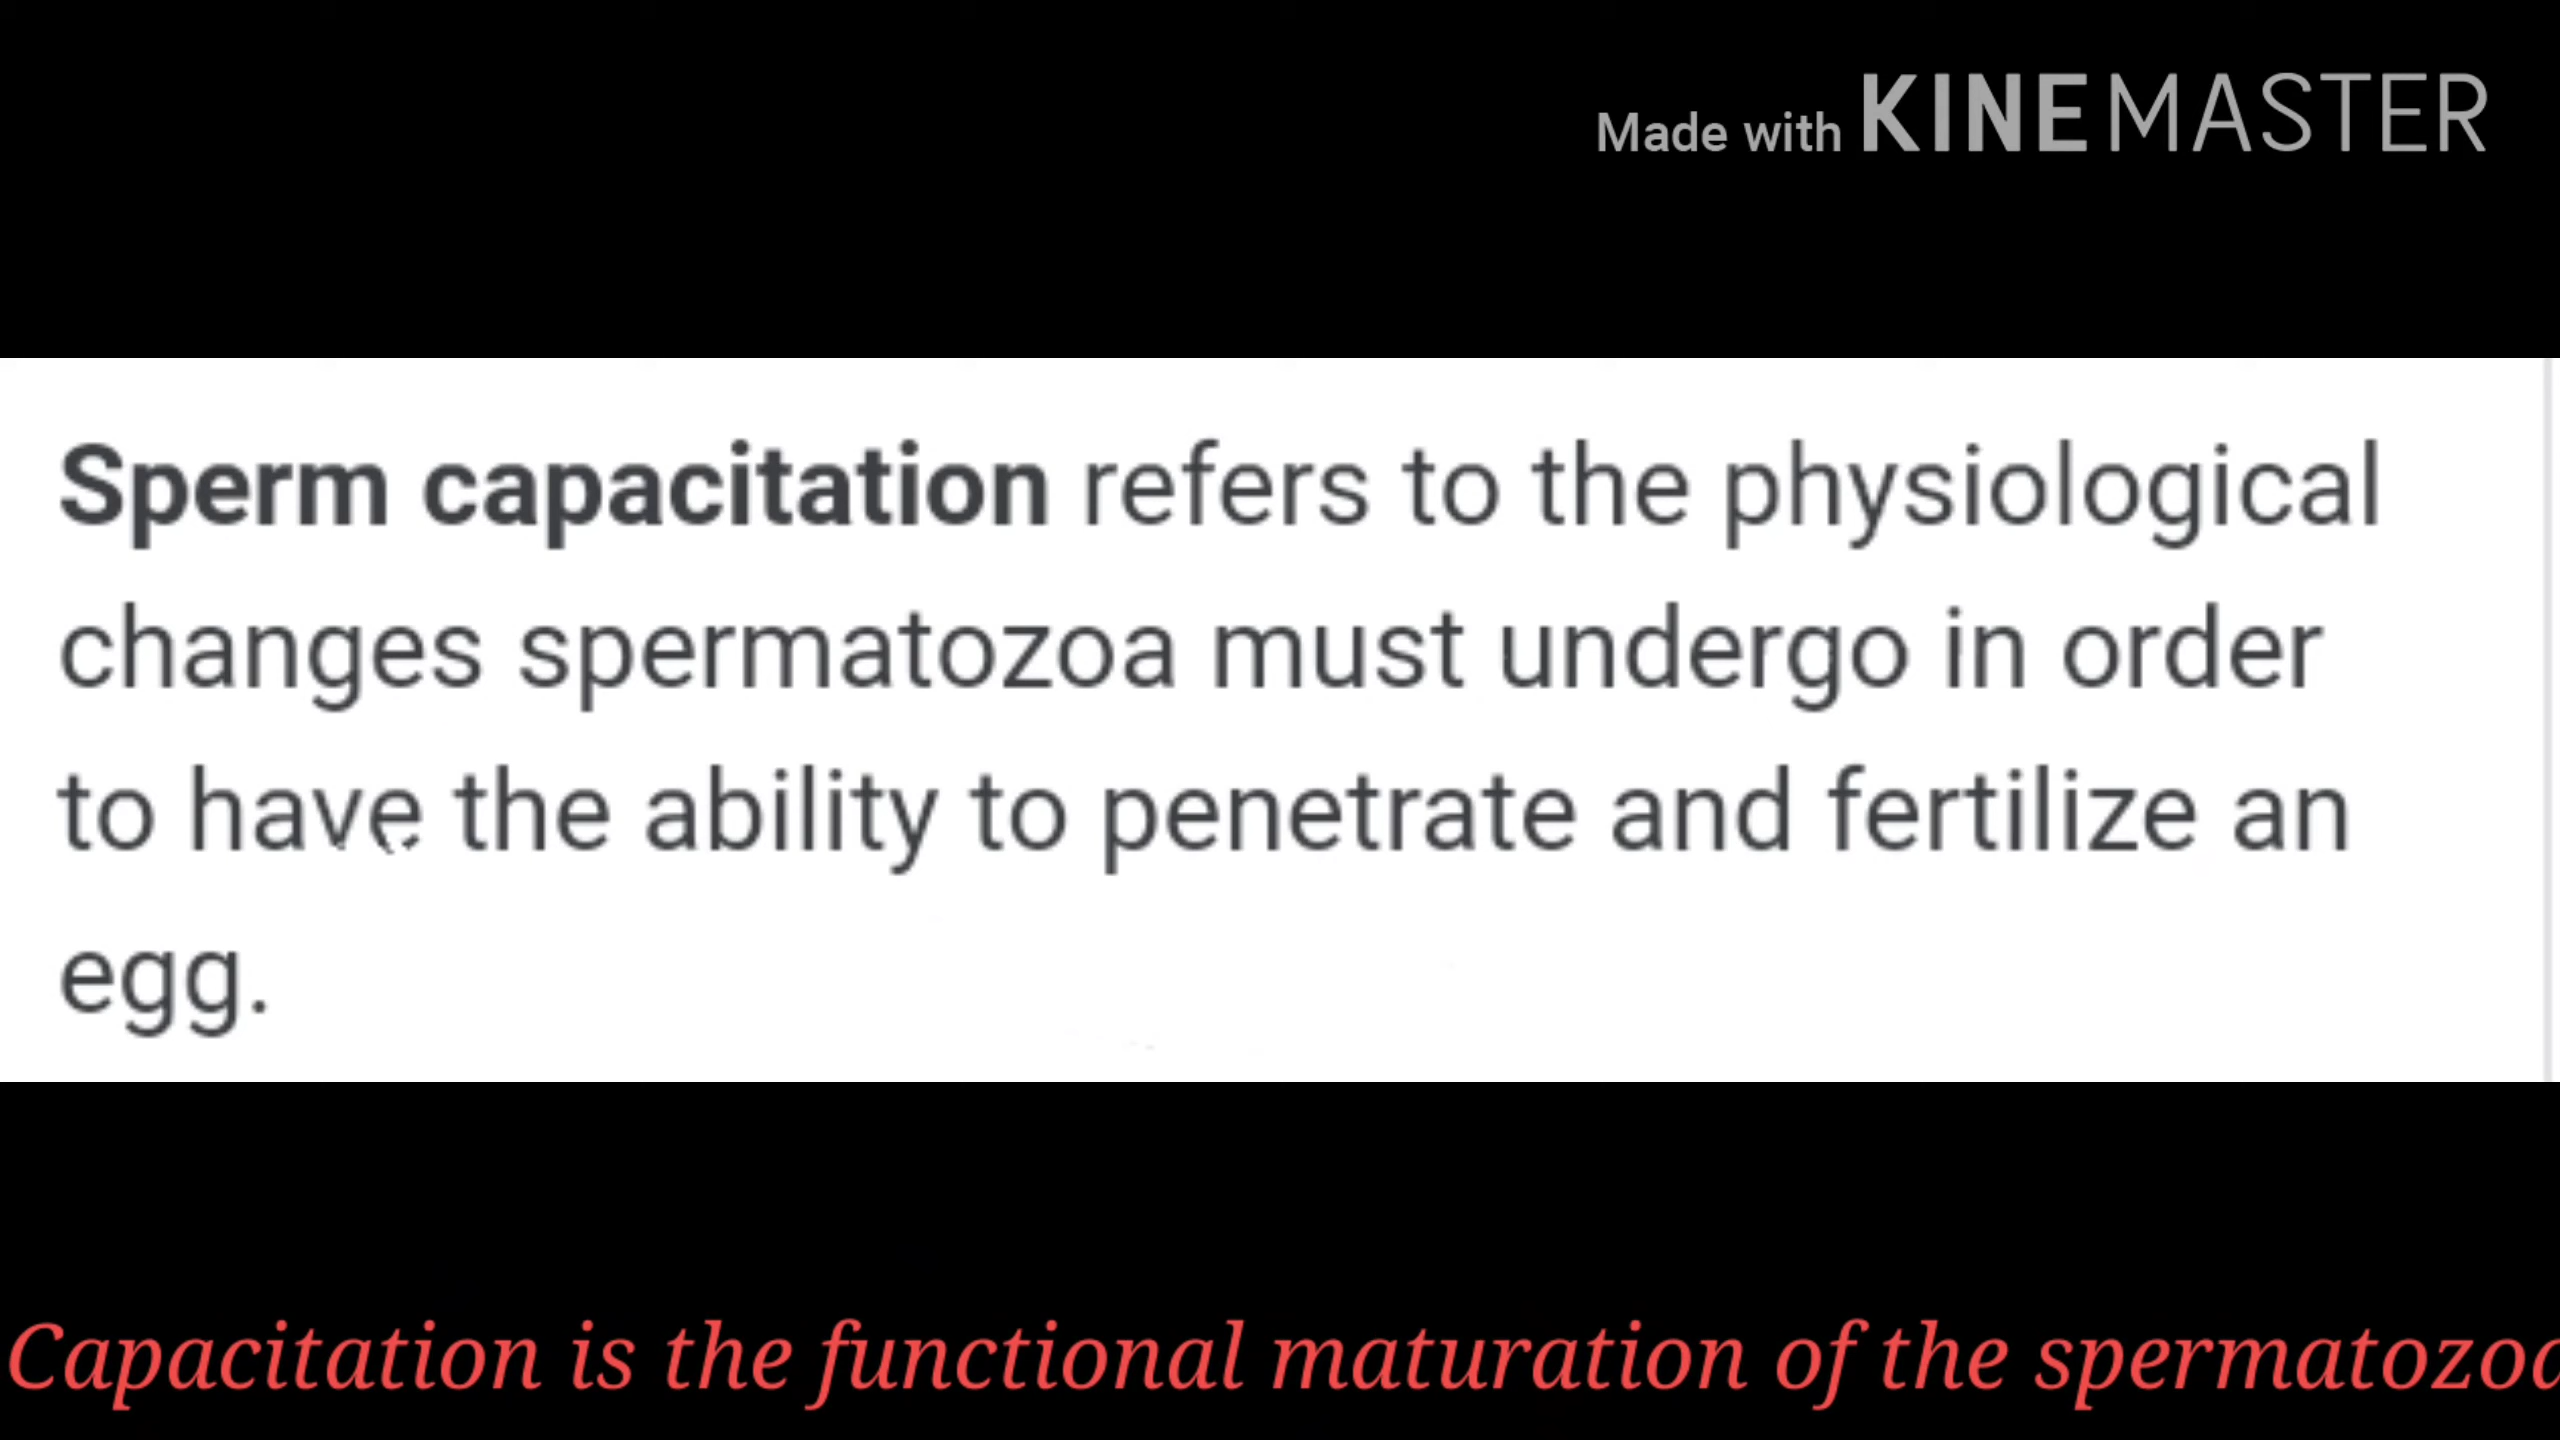 Made with KINEMASTER
Sperm capacitation refers to the physiological
changes spermatozoa must undergo in order
to have the ability to penetrate and fertilize an
egg.
Capacitation is the functional maturation of the spermatozoa